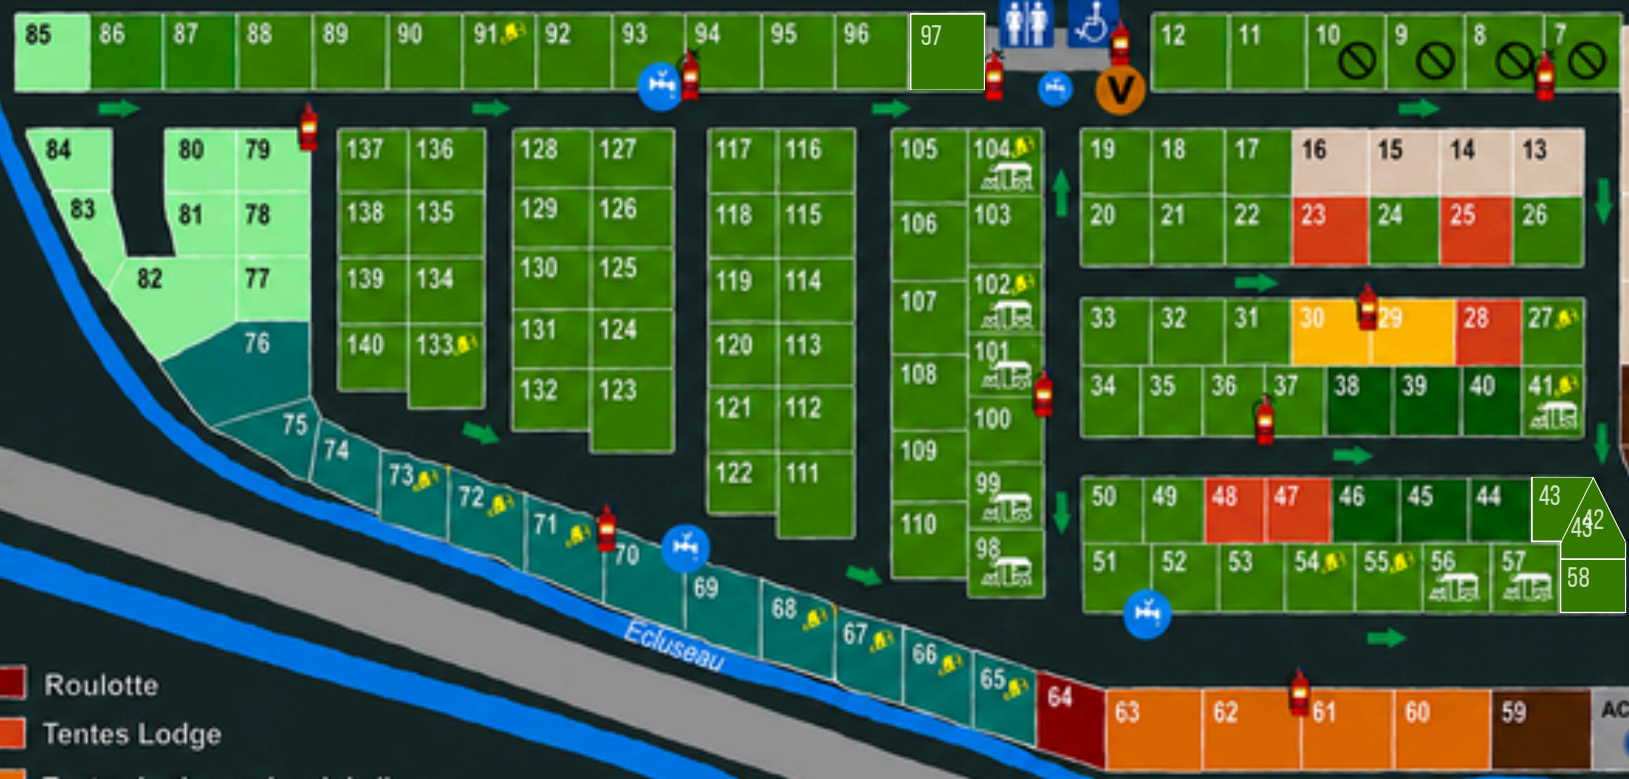 85 86 87 88 89 90 91 92 93 94 95 96 97 12 11 10 9 8 7
V
84 80 79 137 136 128 127 117 116 105 104 19 18 17 16 15 14 13
83 81 78 138 135 129 126 118 115 106 103 20 21 22 23 24 25 26
82 77 139 134 130 125 119 114 107 102 33 32 31 30 29 28 27
76 140 133 131 124 120 113 108 101 34 35 36 37 38 39 40 41
132 123 121 112 100
75 74 73 72 71 70 69 68 67 66 65 64
122 111 109 99 50 49 48 47 46 45 44 43 42
43
110 98 51 52 53 54 55 56 57 58
Ecluseau
63 62 61 60 59 AC
Roulotte
Tentes Lodge